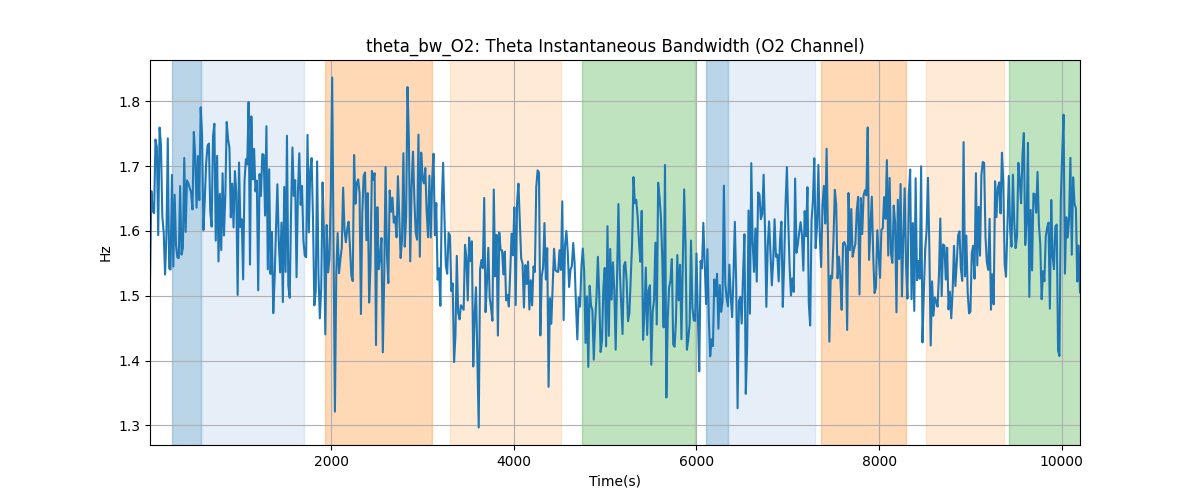 theta_bw_O2: Theta Instantaneous Bandwidth (O2 Channel)
Hz
1.8
1.7
1.6
1.5
1.4
1.3
2000 4000 6000 8000 10000
Time(s)